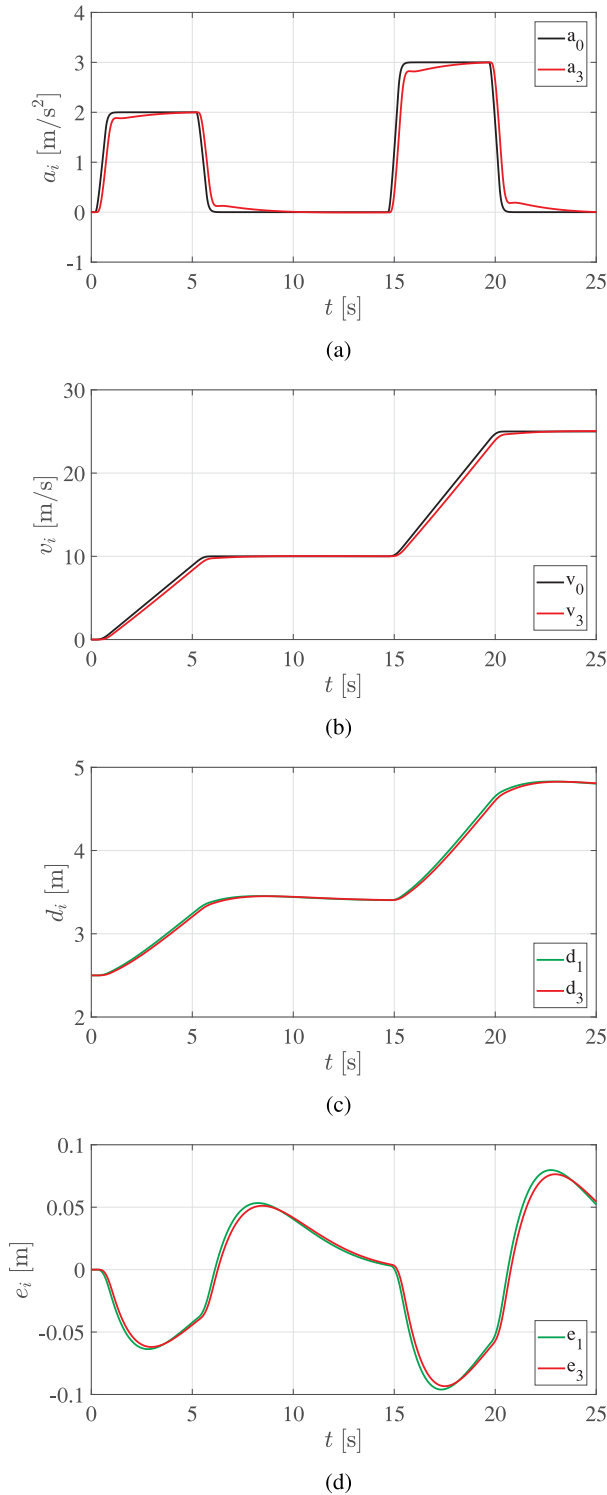 4
3
2
1
0
-1
a_i [m/s²]
a_0
a_3
0 5 10 15 20 25
t [s]
(a)
30
20
10
0
v_i [m/s]
v_0
v_3
0 5 10 15 20 25
t [s]
(b)
5
4
3
2
d_i [m]
d_1
d_3
0 5 10 15 20 25
t [s]
(c)
0.1
0.05
0
-0.05
-0.1
e_i [m]
e_1
e_3
0 5 10 15 20 25
t [s]
(d)